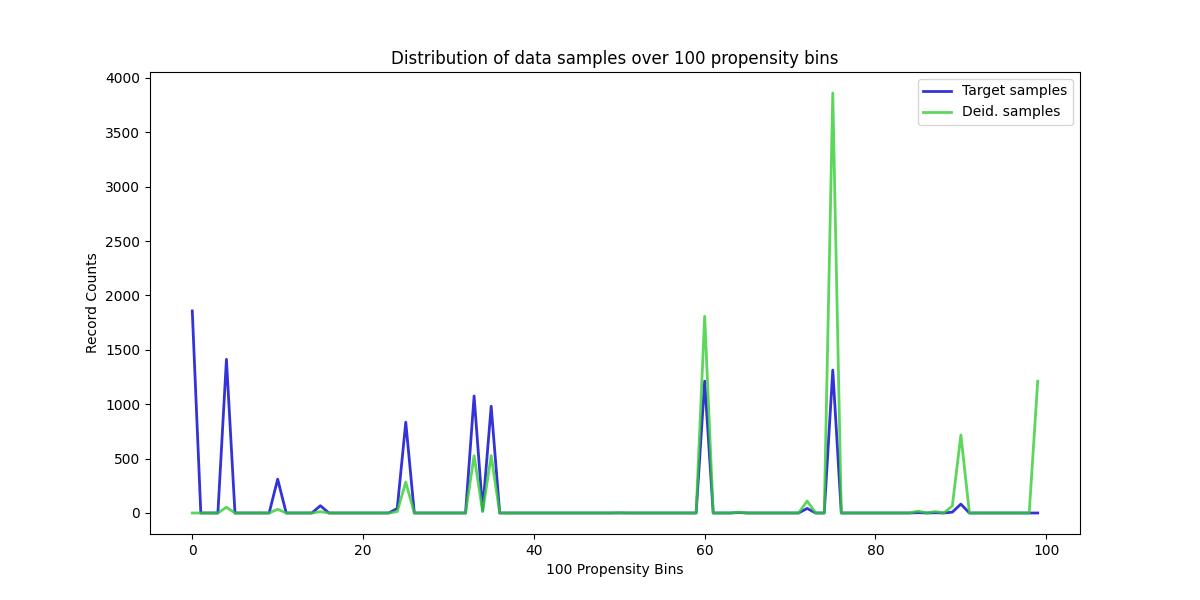 Distribution of data samples over 100 propensity bins
Target samples
Deid. samples
4000
3500
3000
2500
2000
1500
1000
500
0
Record Counts
0 20 40 60 80 100
100 Propensity Bins